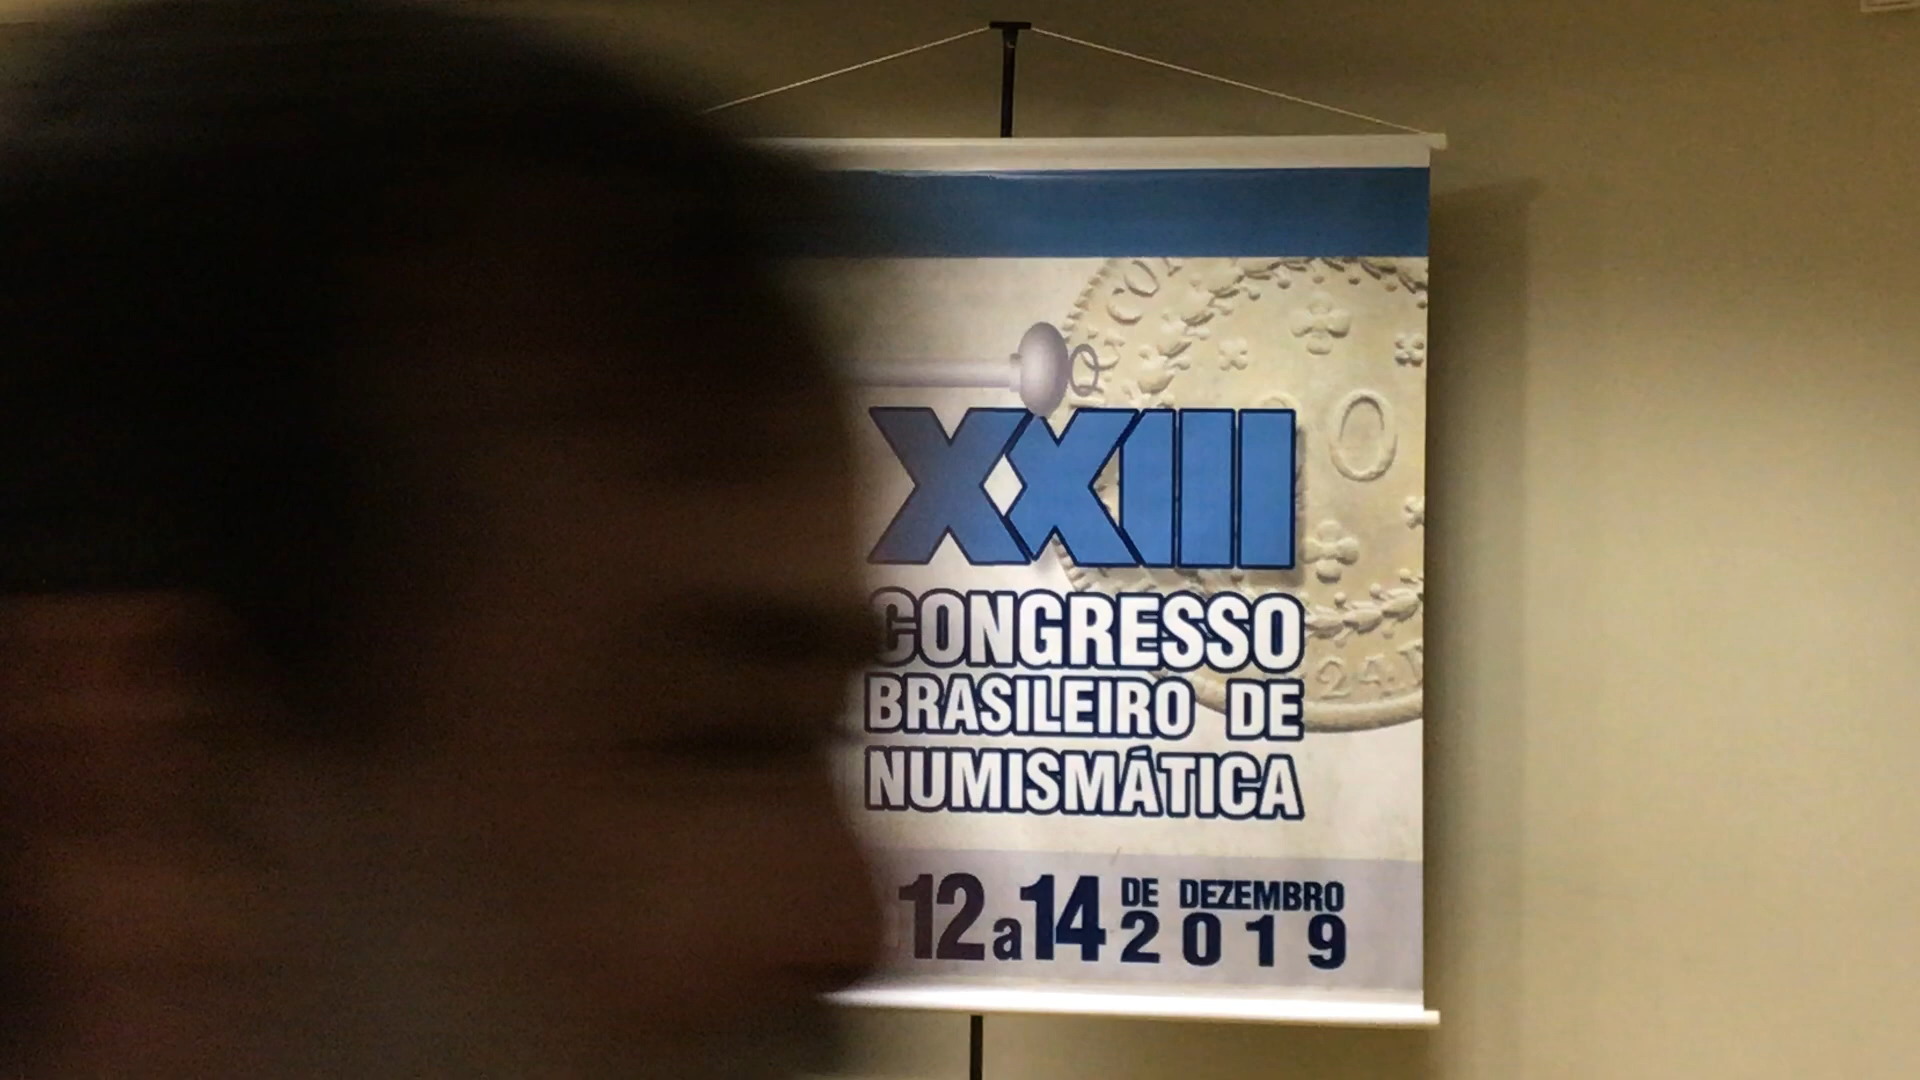 XXIII
CONGRESSO
BRASILEIRO DE
NUMISMÁTICA
12 a 14 DE DEZEMBRO
2019